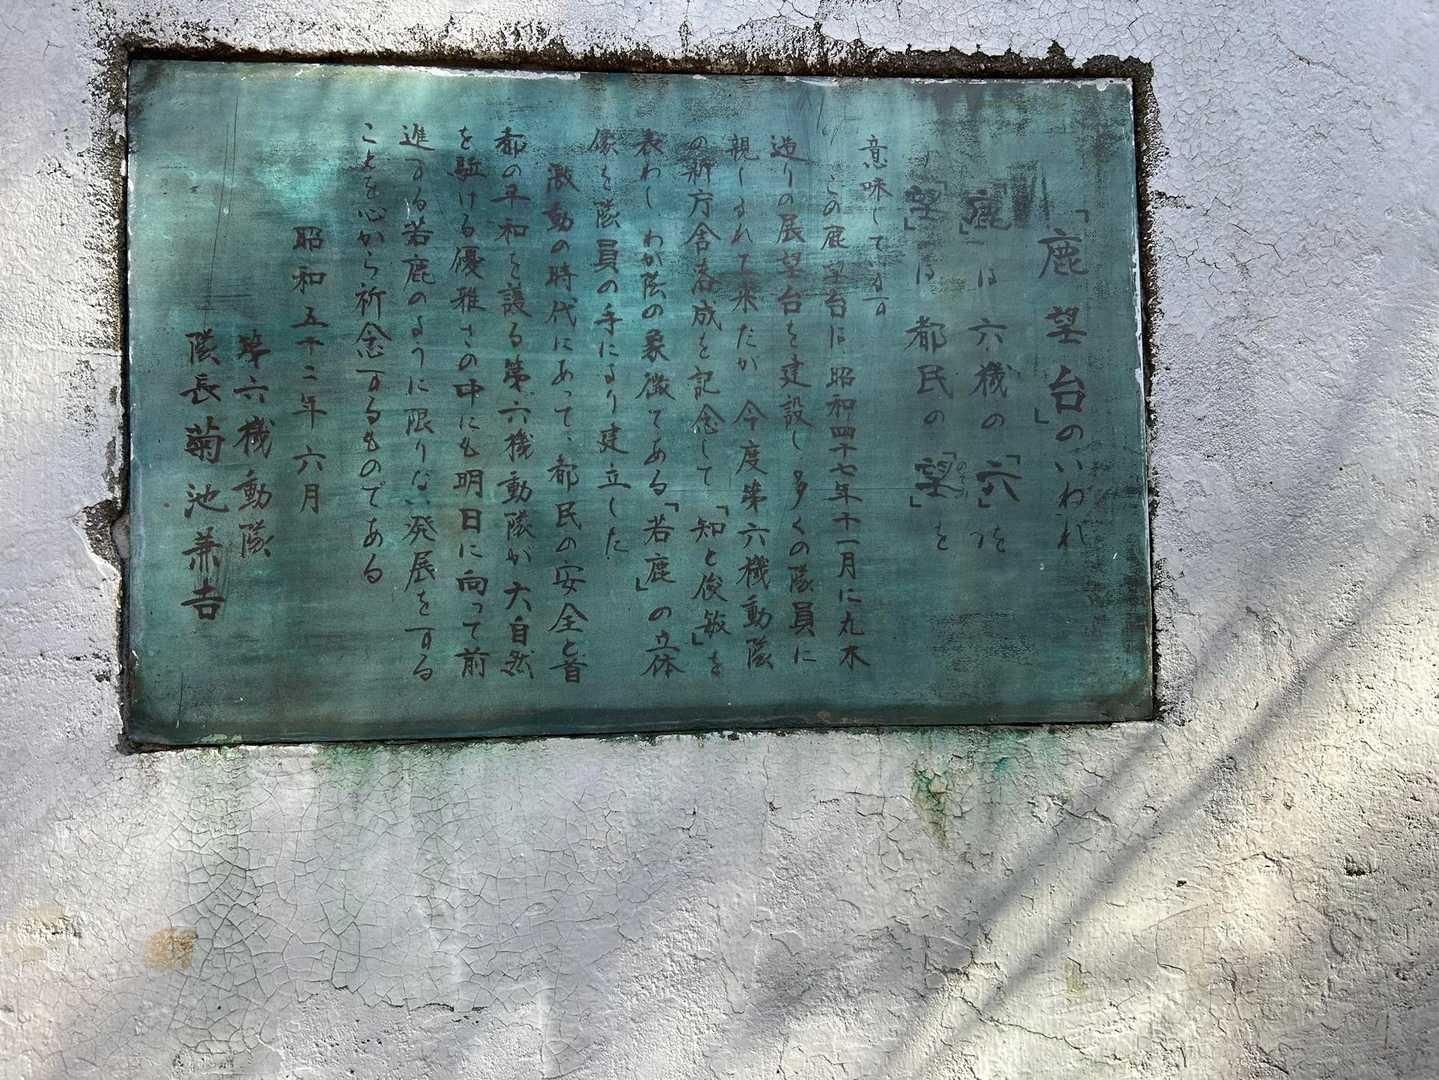 「鹿望台」のいわれ
「鹿」は六機の「六」を
「望」は都民の「望」を
のぞみ
意味してゐます
この鹿望台は昭和四十七年十一月に丸木
造りの展望台を建設し多くの隊員に
親しまれて来たが 今度第六機動隊
の新庁舎落成を記念して「知と俊敏」を
表わし わが隊の象徴である「若鹿」の立体
像を隊員の手により建立した
激動の時代にあって、都民の安全と首
都の平和を護る第六機動隊が大自然
を駈ける優雅さの中にも明日に向って前
進する若鹿のように限りない発展をする
ことを心から祈念するものである
昭和五十二年六月
第六機動隊
隊長 菊池兼吉